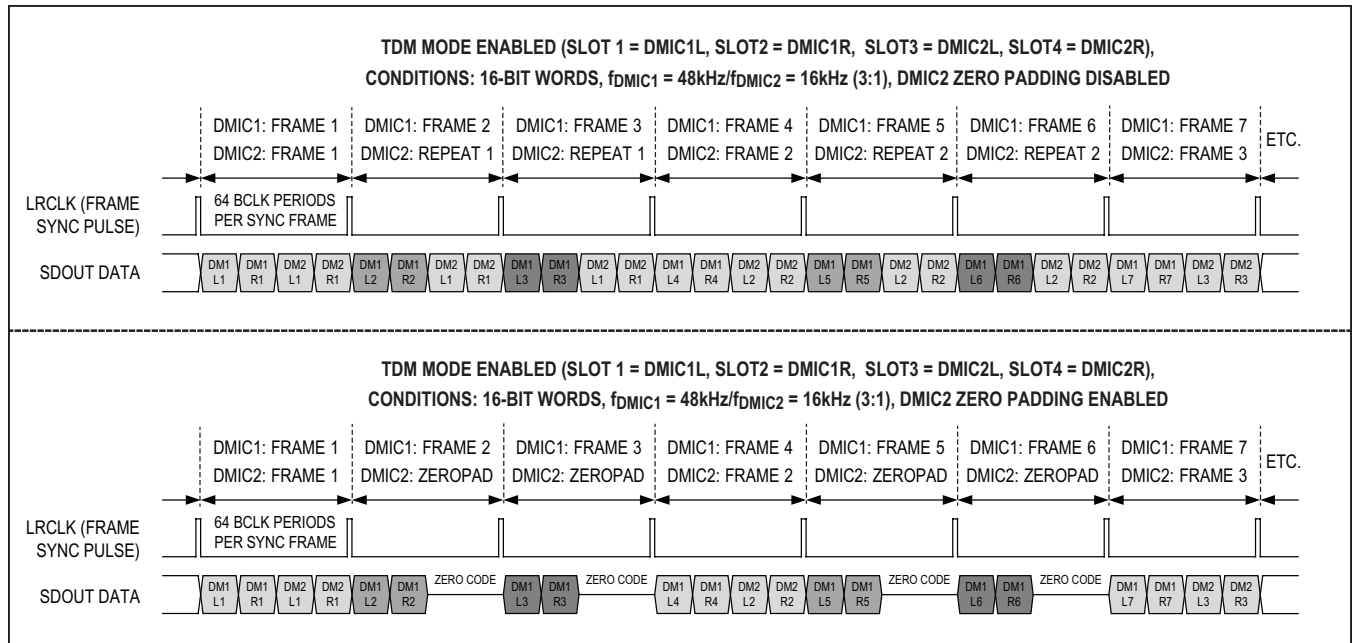 TDM MODE ENABLED (SLOT 1 = DMIC1L, SLOT2 = DMIC1R, SLOT3 = DMIC2L, SLOT4 = DMIC2R),
CONDITIONS: 16-BIT WORDS, fDMIC1 = 48kHz/fDMIC2 = 16kHz (3:1), DMIC2 ZERO PADDING DISABLED
DMIC1: FRAME 1 DMIC1: FRAME 2 DMIC1: FRAME 3 DMIC1: FRAME 4 DMIC1: FRAME 5 DMIC1: FRAME 6 DMIC1: FRAME 7
ETC.
DMIC2: FRAME 1 DMIC2: REPEAT 1 DMIC2: REPEAT 1 DMIC2: FRAME 2 DMIC2: REPEAT 2 DMIC2: REPEAT 2 DMIC2: FRAME 3
LRCLK (FRAME
SYNC PULSE)
64 BCLK PERIODS
PER SYNC FRAME
SDOUT DATA
DM1 DM1 DM2 DM2 DM1 DM1 DM2 DM2 DM1 DM1 DM2 DM2 DM1 DM1 DM2 DM2 DM1 DM1 DM2 DM2 DM1 DM1 DM2 DM2 DM1 DM1 DM2 DM2
L1 R1 L1 R1 L2 R2 L1 R1 L3 R3 L1 R1 L4 R4 L2 R2 L5 R5 L2 R2 L6 R6 L2 R2 L7 R7 L3 R3
TDM MODE ENABLED (SLOT 1 = DMIC1L, SLOT2 = DMIC1R, SLOT3 = DMIC2L, SLOT4 = DMIC2R),
CONDITIONS: 16-BIT WORDS, fDMIC1 = 48kHz/fDMIC2 = 16kHz (3:1), DMIC2 ZERO PADDING ENABLED
DMIC1: FRAME 1 DMIC1: FRAME 2 DMIC1: FRAME 3 DMIC1: FRAME 4 DMIC1: FRAME 5 DMIC1: FRAME 6 DMIC1: FRAME 7
ETC.
DMIC2: FRAME 1 DMIC2: ZEROPAD DMIC2: ZEROPAD DMIC2: FRAME 2 DMIC2: ZEROPAD DMIC2: ZEROPAD DMIC2: FRAME 3
LRCLK (FRAME
SYNC PULSE)
64 BCLK PERIODS
PER SYNC FRAME
SDOUT DATA
DM1 DM1 DM2 DM2 DM1 DM1 ZERO CODE DM1 DM1 ZERO CODE DM1 DM1 DM2 DM2 DM1 DM1 ZERO CODE DM1 DM1 ZERO CODE DM1 DM1 DM2 DM2
L1 R1 L1 R1 L2 R2 L3 R3 L4 R4 L2 R2 L5 R5 L6 R6 L7 R7 L3 R3